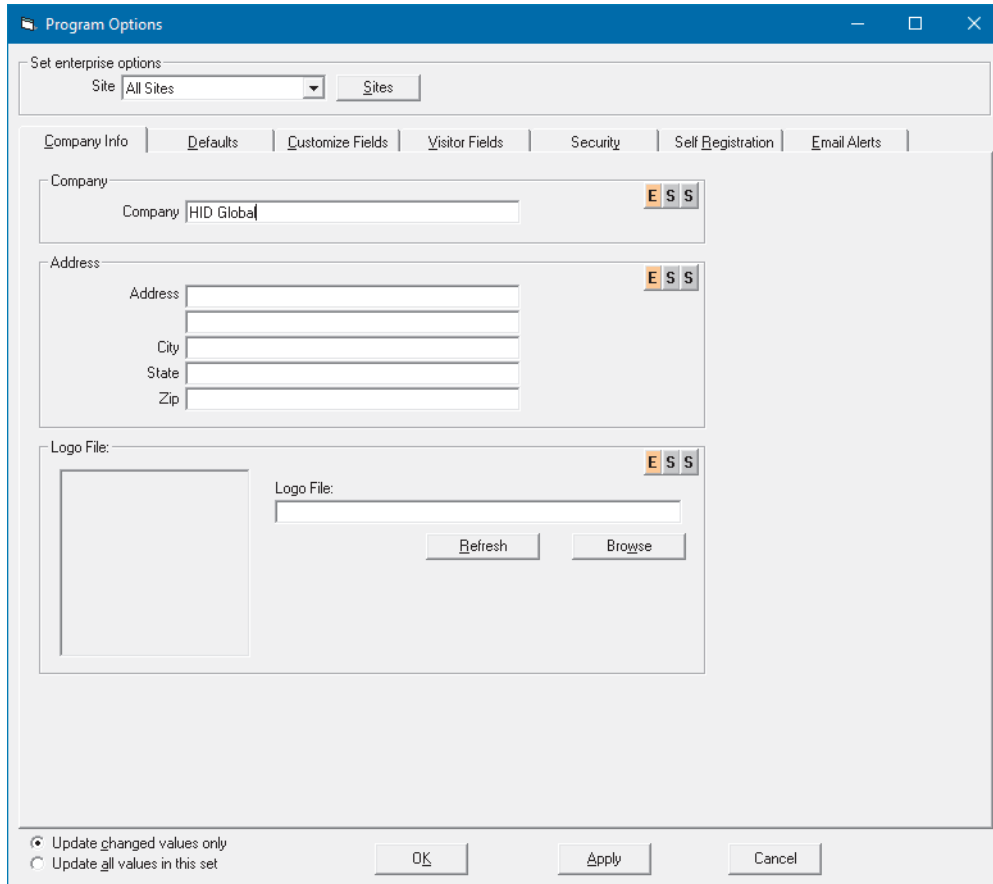 Program Options
Set enterprise options
Site All Sites Sites
Company Info Defaults Customize Fields Visitor Fields Security Self Registration Email Alerts
Company
E S S
Company HID Global
Address
E S S
Address
City
State
Zip
Logo File:
E S S
Logo File:
Refresh Browse
Update changed values only
Update all values in this set
OK Apply Cancel